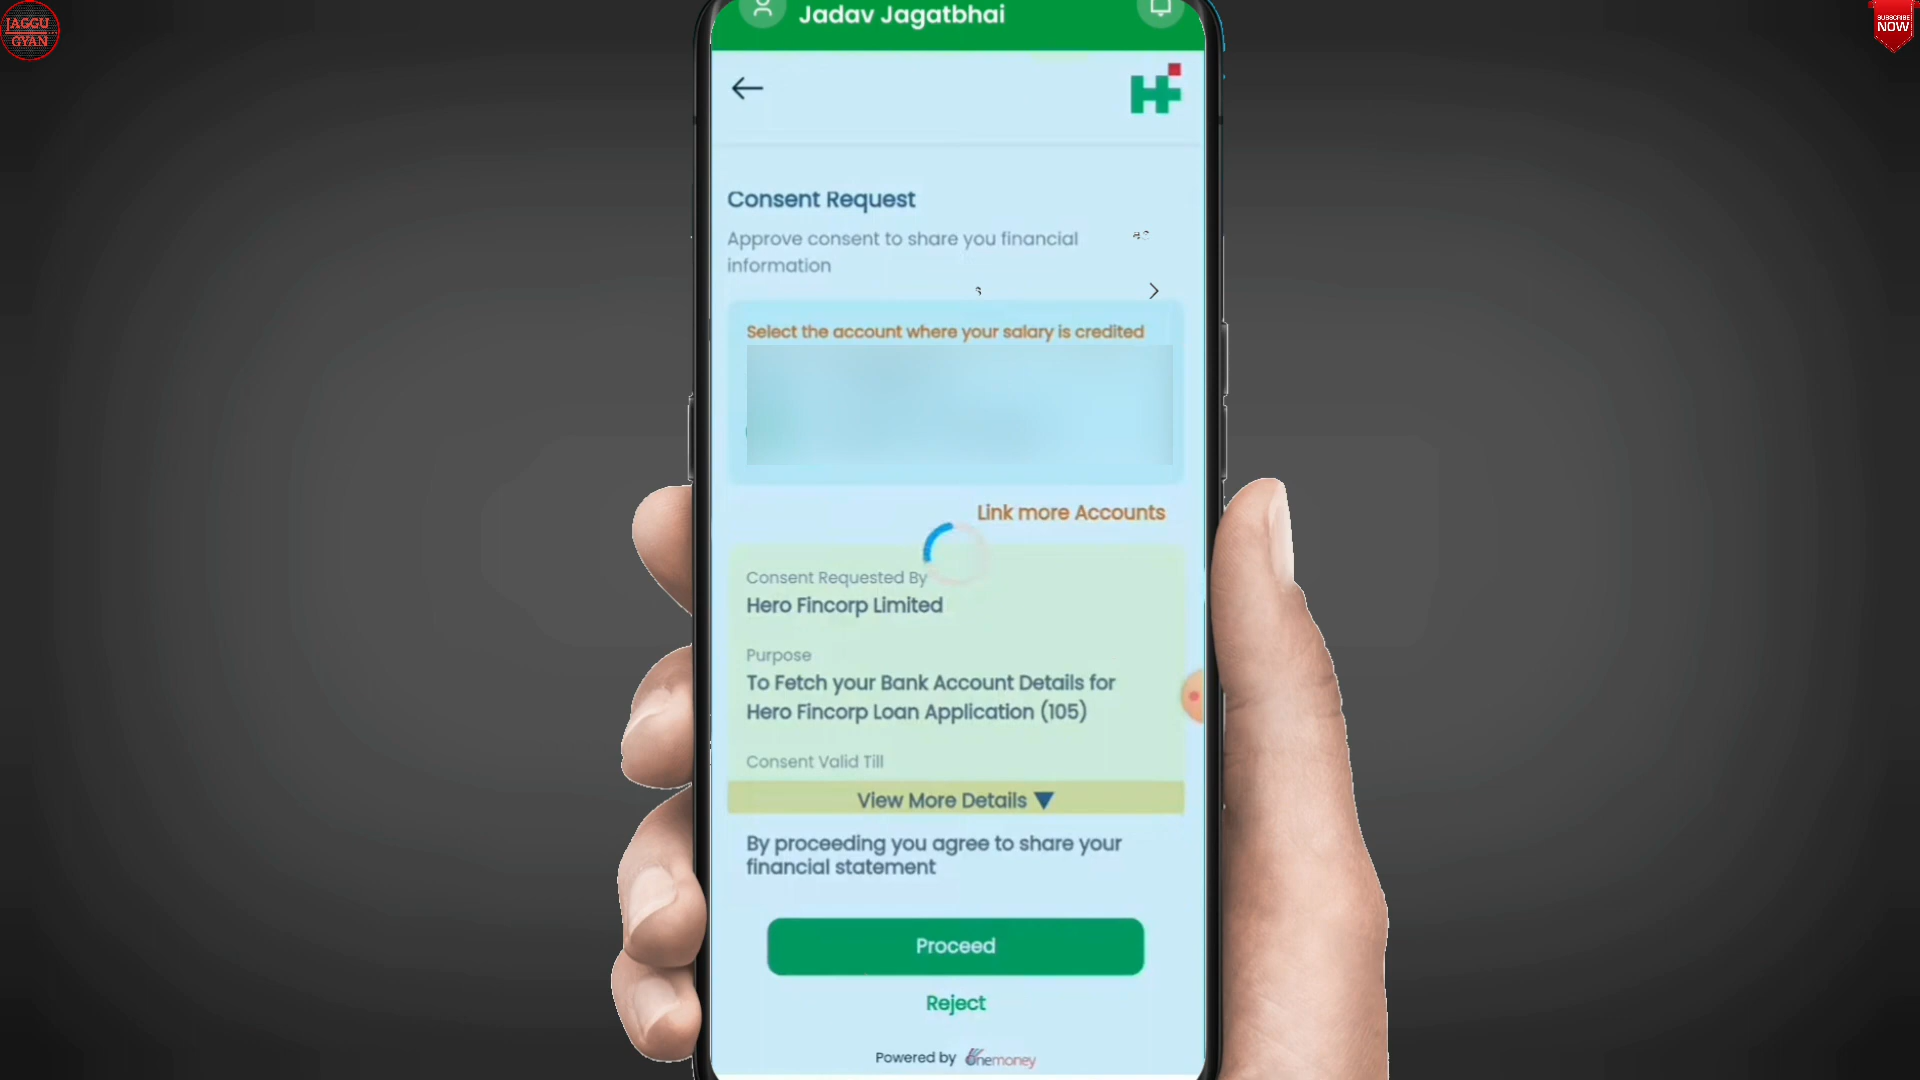 JAGGU
GYAN
SUBSCRIBE
NOW
Jadav Jagatbhai
Consent Request
Approve consent to share you financial
information
Select the account where your salary is credited
Link more Accounts
Consent Requested By
Hero Fincorp Limited
Purpose
To Fetch your Bank Account Details for
Hero Fincorp Loan Application (105)
Consent Valid Till
View More Details ▼
By proceeding you agree to share your
financial statement
Proceed
Reject
Powered by Onemoney